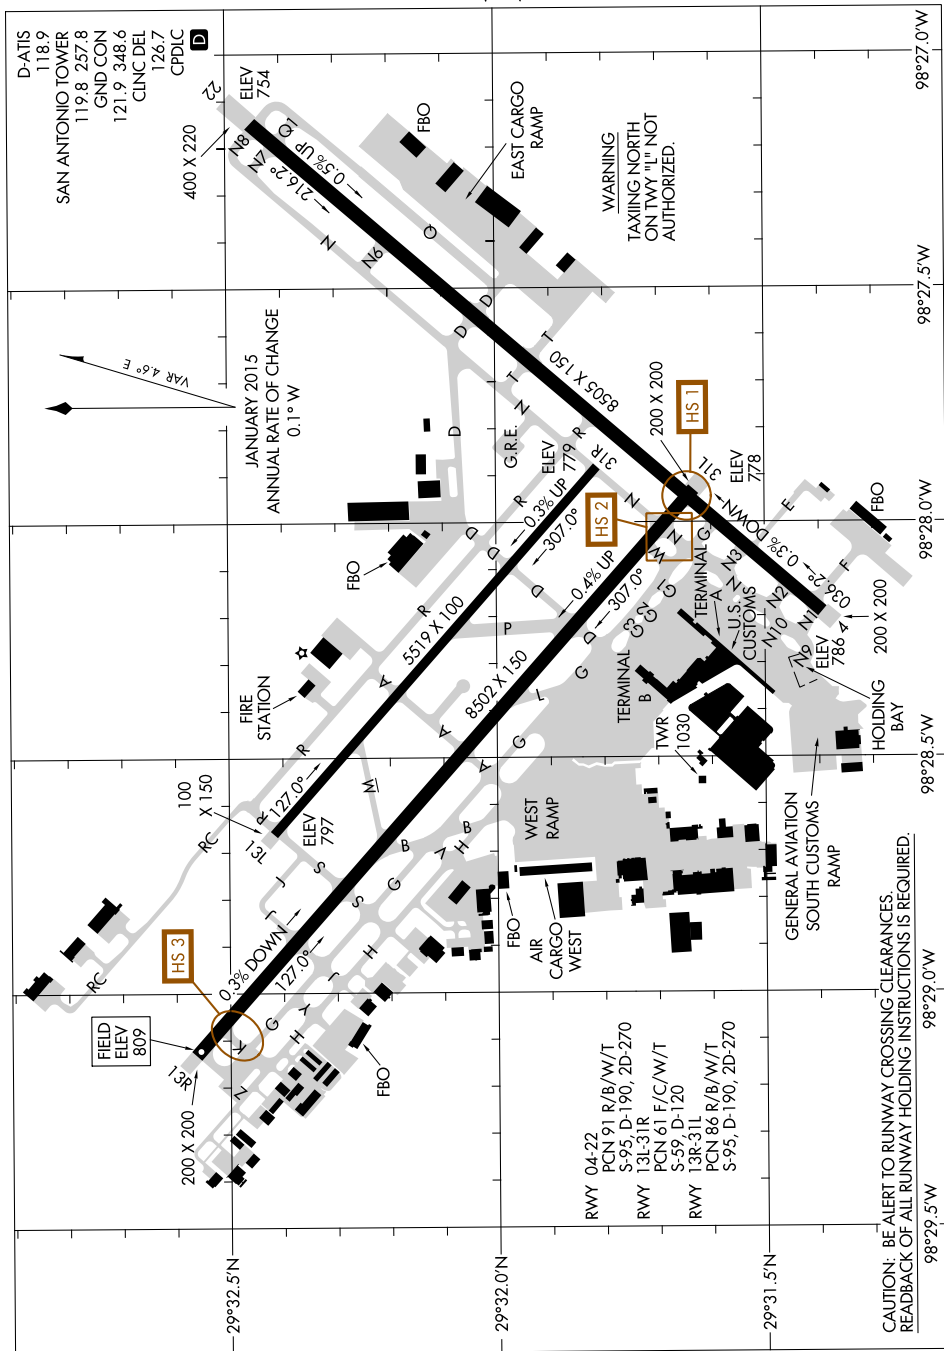 D-ATIS
118.9
SAN ANTONIO TOWER
119.8 257.8
GND CON
121.9 348.6
CLNC DEL
126.7
CPDLC
D
JANUARY 2015
ANNUAL RATE OF CHANGE
0.1° W
VAR 4.6° E
WARNING
TAXIING NORTH
ON TWY "L" NOT
AUTHORIZED.
22
ELEV
754
400 X 220
N8
N7
Q1
216.2°
0.5% UP
N
N6
Q
FBO
EAST CARGO
RAMP
D
D
T
T
N
8505 X 150
G.R.E.
D
R
R
ELEV
779
31R
0.3% UP
307.0°
D
D
D
FBO
R
5519 X 100
A
R
FIRE
STATION
R
127.0°
13L
ELEV
797
100
X 150
RC
RC
HS 1
200 X 200
31L
ELEV
778
HS 2
N
N
W
G
G1
G2
G3
D
G
0.4% UP
307.0°
8502 X 150
P
L
A
A
G
M
B
B
V
H
G
S
S
J
J
J
H
HS 3
0.3% DOWN
127.0°
FIELD
ELEV
809
13R
200 X 200
K
G
Y
H
Z
FBO
FBO
AIR
CARGO
WEST
WEST
RAMP
TWR
1030
TERMINAL
B
TERMINAL
A
U.S.
CUSTOMS
N3
N
N2
N1
N10
N9
0.3% DOWN
036.2°
E
F
FBO
4
ELEV
786
200 X 200
HOLDING
BAY
GENERAL AVIATION
SOUTH CUSTOMS
RAMP
RWY 04-22
PCN 91 R/B/W/T
S-95, D-190, 2D-270
RWY 13L-31R
PCN 61 F/C/W/T
S-59, D-120
RWY 13R-31L
PCN 86 R/B/W/T
S-95, D-190, 2D-270
CAUTION: BE ALERT TO RUNWAY CROSSING CLEARANCES.
READBACK OF ALL RUNWAY HOLDING INSTRUCTIONS IS REQUIRED.
29°32.5'N
29°32.0'N
29°31.5'N
98°29.5'W
98°29.0'W
98°28.5'W
98°28.0'W
98°27.5'W
98°27.0'W